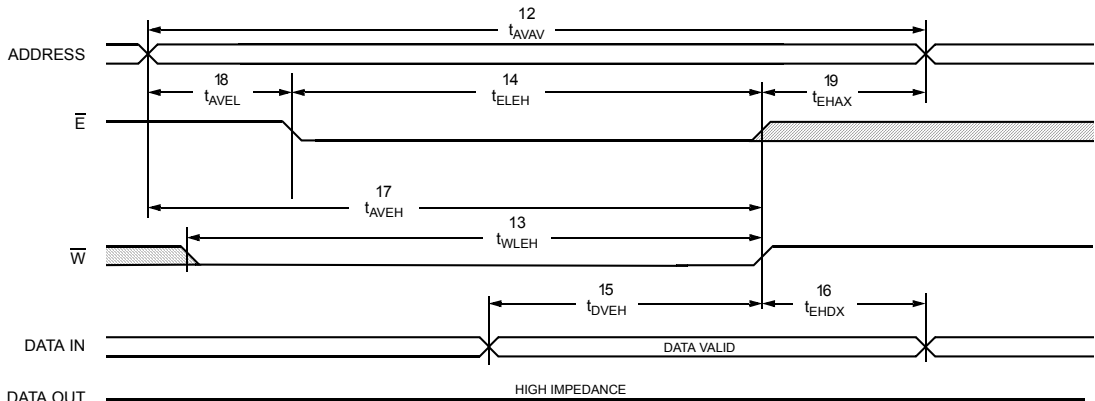 12
tAVAV
ADDRESS
18
tAVEL
14
tELEH
19
tEHAX
E
17
tAVEH
13
tWLEH
W
15
tDVEH
16
tEHDX
DATA IN
DATA VALID
HIGH IMPEDANCE
DATA OUT